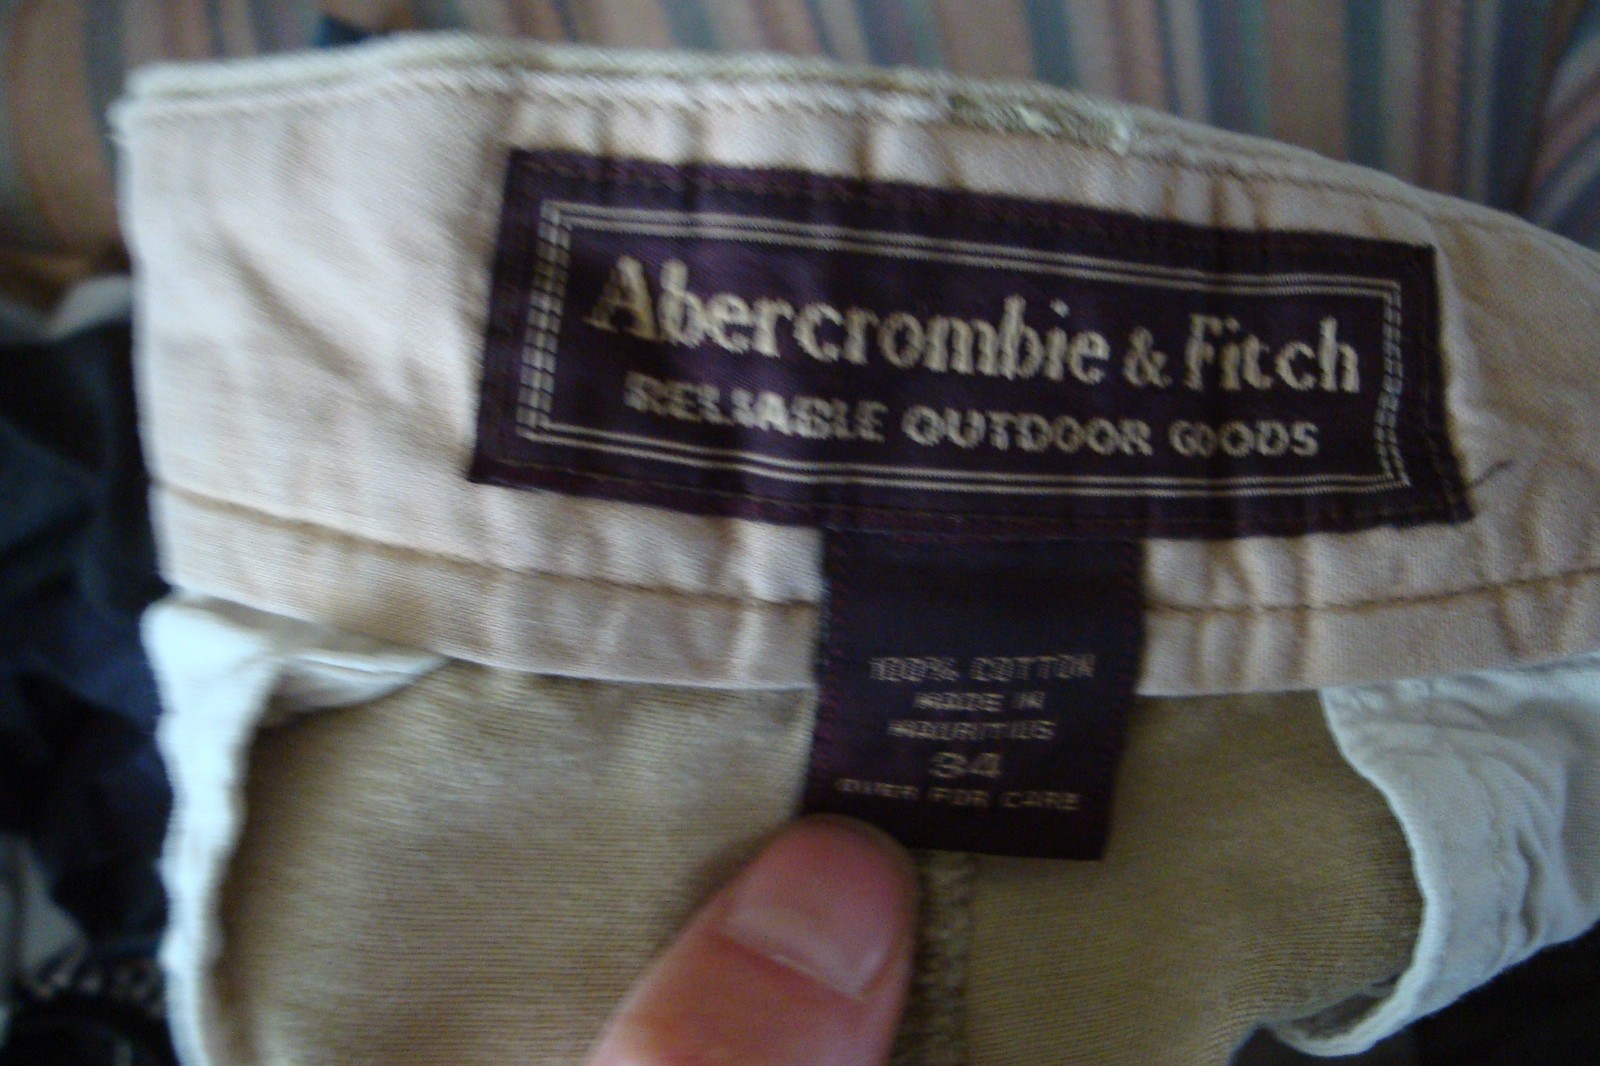 Abercrombie & Fitch
RELIABLE OUTDOOR GOODS
100% COTTON
MADE IN
MAURITIUS
34
OVER FOR CARE